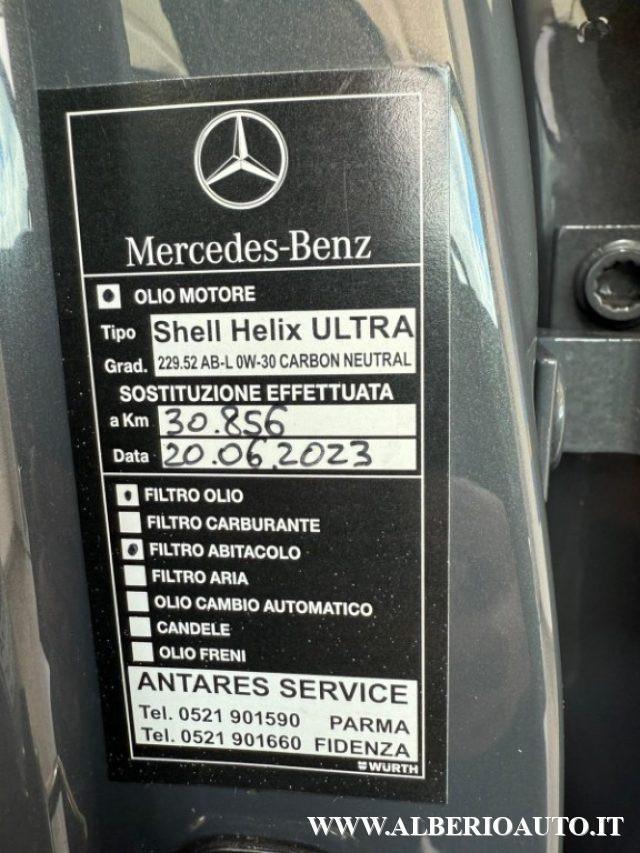 Mercedes-Benz
OLIO MOTORE
Tipo Shell Helix ULTRA
Grad. 229.52 AB-L 0W-30 CARBON NEUTRAL
SOSTITUZIONE EFFETTUATA
a Km 30.856
Data 20.06.2023
FILTRO OLIO
FILTRO CARBURANTE
FILTRO ABITACOLO
FILTRO ARIA
OLIO CAMBIO AUTOMATICO
CANDELE
OLIO FRENI
ANTARES SERVICE
Tel. 0521 901590 PARMA
Tel. 0521 901660 FIDENZA
WÜRTH
WWW.ALBERIOAUTO.IT